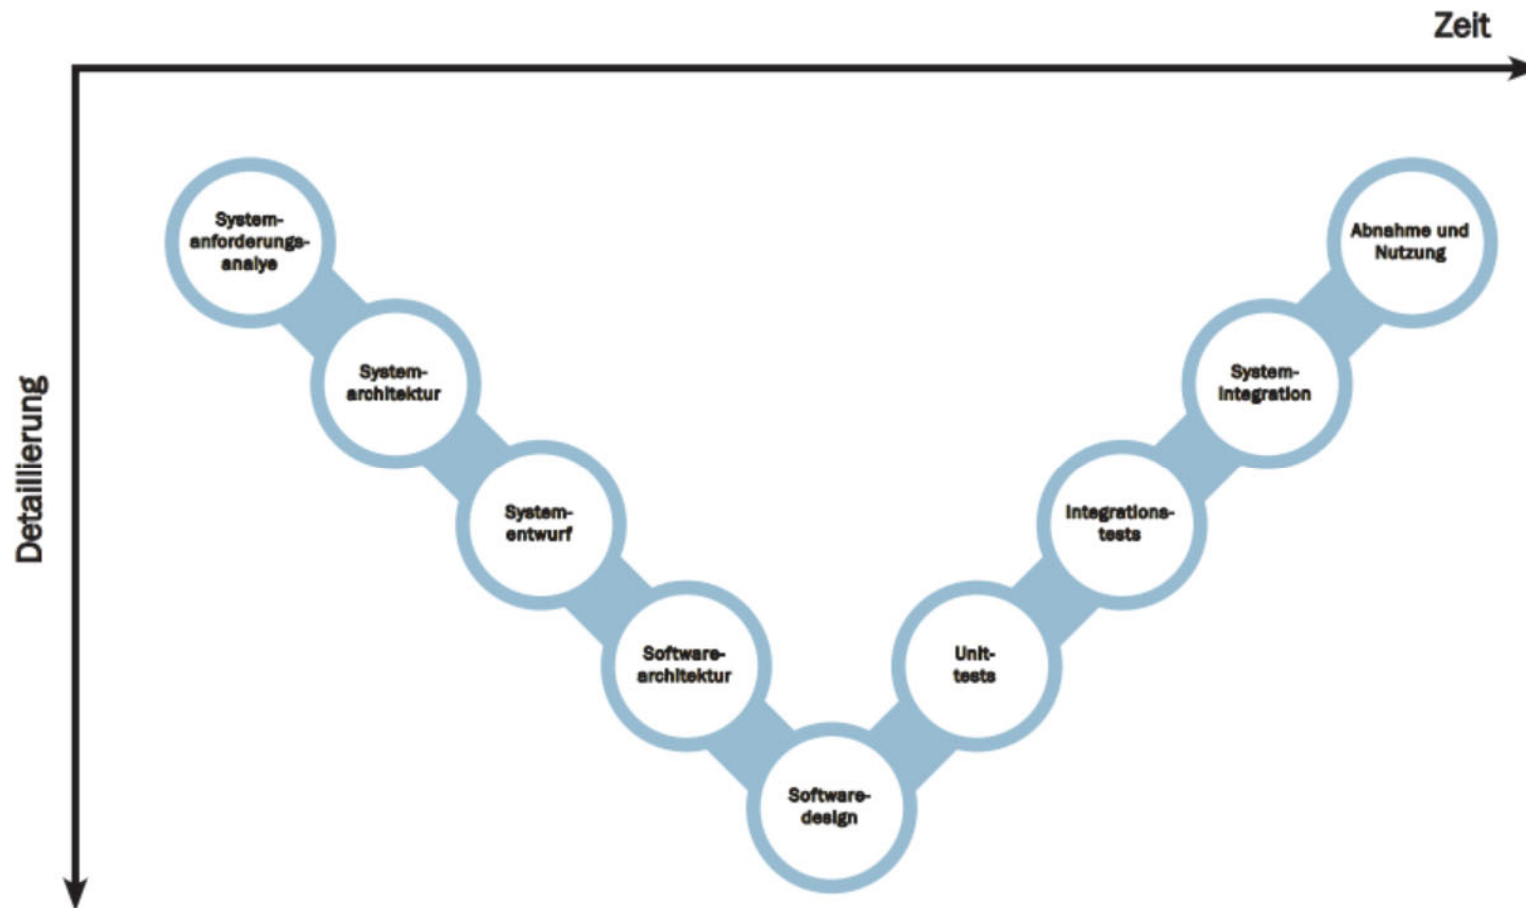 Zeit
Detaillierung
System-
anforderungs-
analye
Abnahme und
Nutzung
System-
architektur
System-
integration
System-
entwurf
Integrations-
tests
Software-
architektur
Unit-
tests
Software-
design